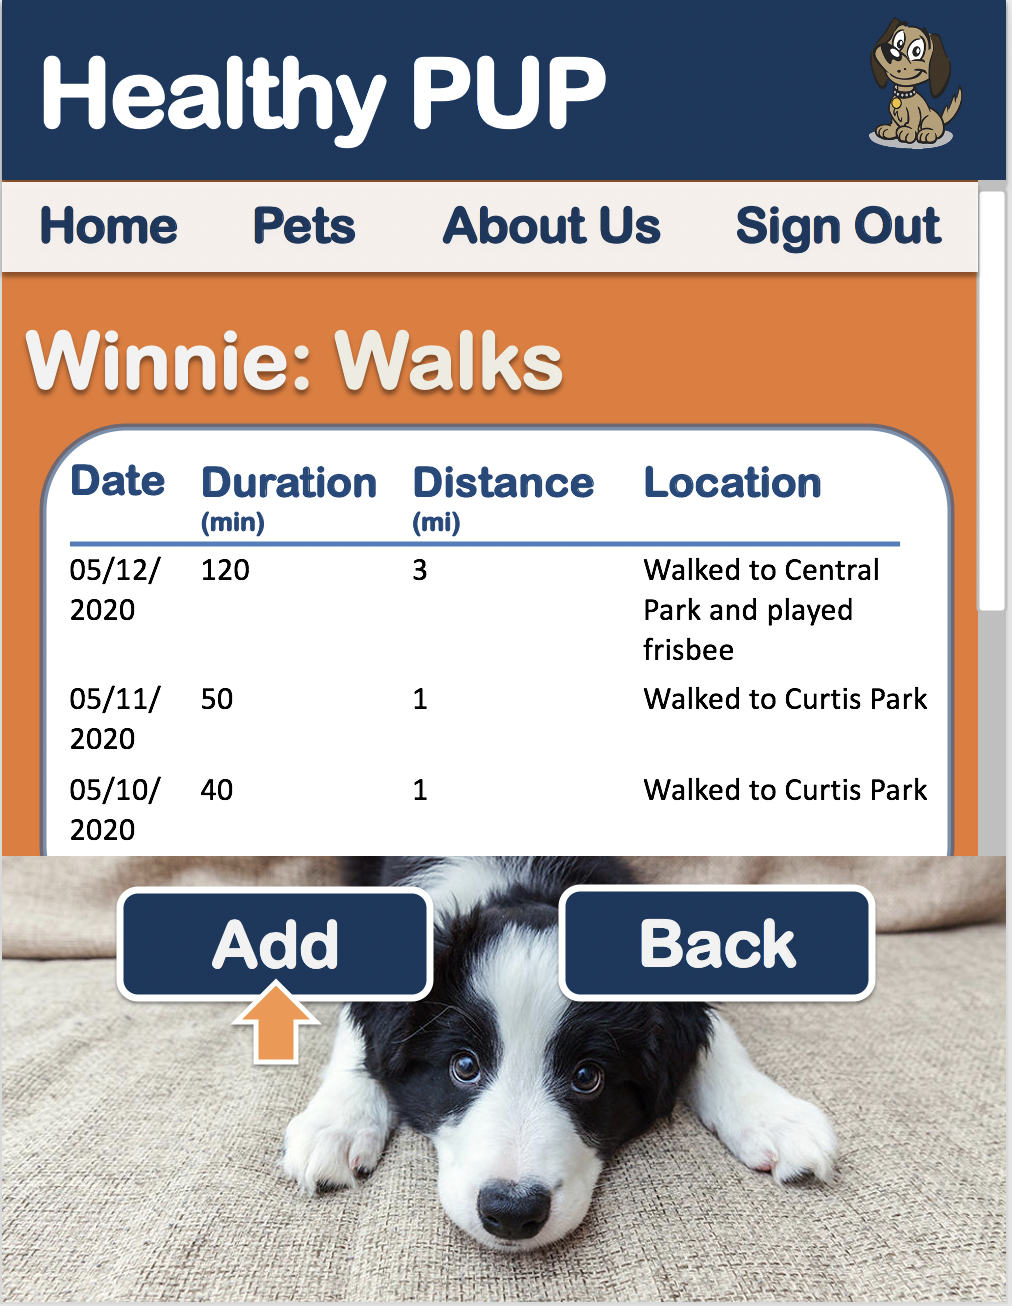 Healthy PUP
Home Pets About Us Sign Out
Winnie: Walks
Date Duration Distance Location
(min) (mi)
05/12/ 120 3 Walked to Central
2020 Park and played
frisbee
05/11/ 50 1 Walked to Curtis Park
2020
05/10/ 40 1 Walked to Curtis Park
2020
Add Back